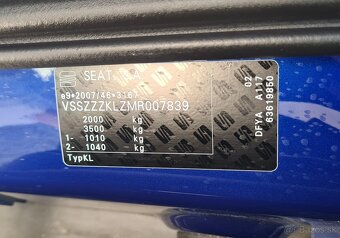 SEAT, S.A.
e9*2007/46*3167
VSSZZZKLZMR007839
2000 kg
3500 kg
1- 1010 kg
2- 1040 kg
TypKL
02
DFYA A117
63619850